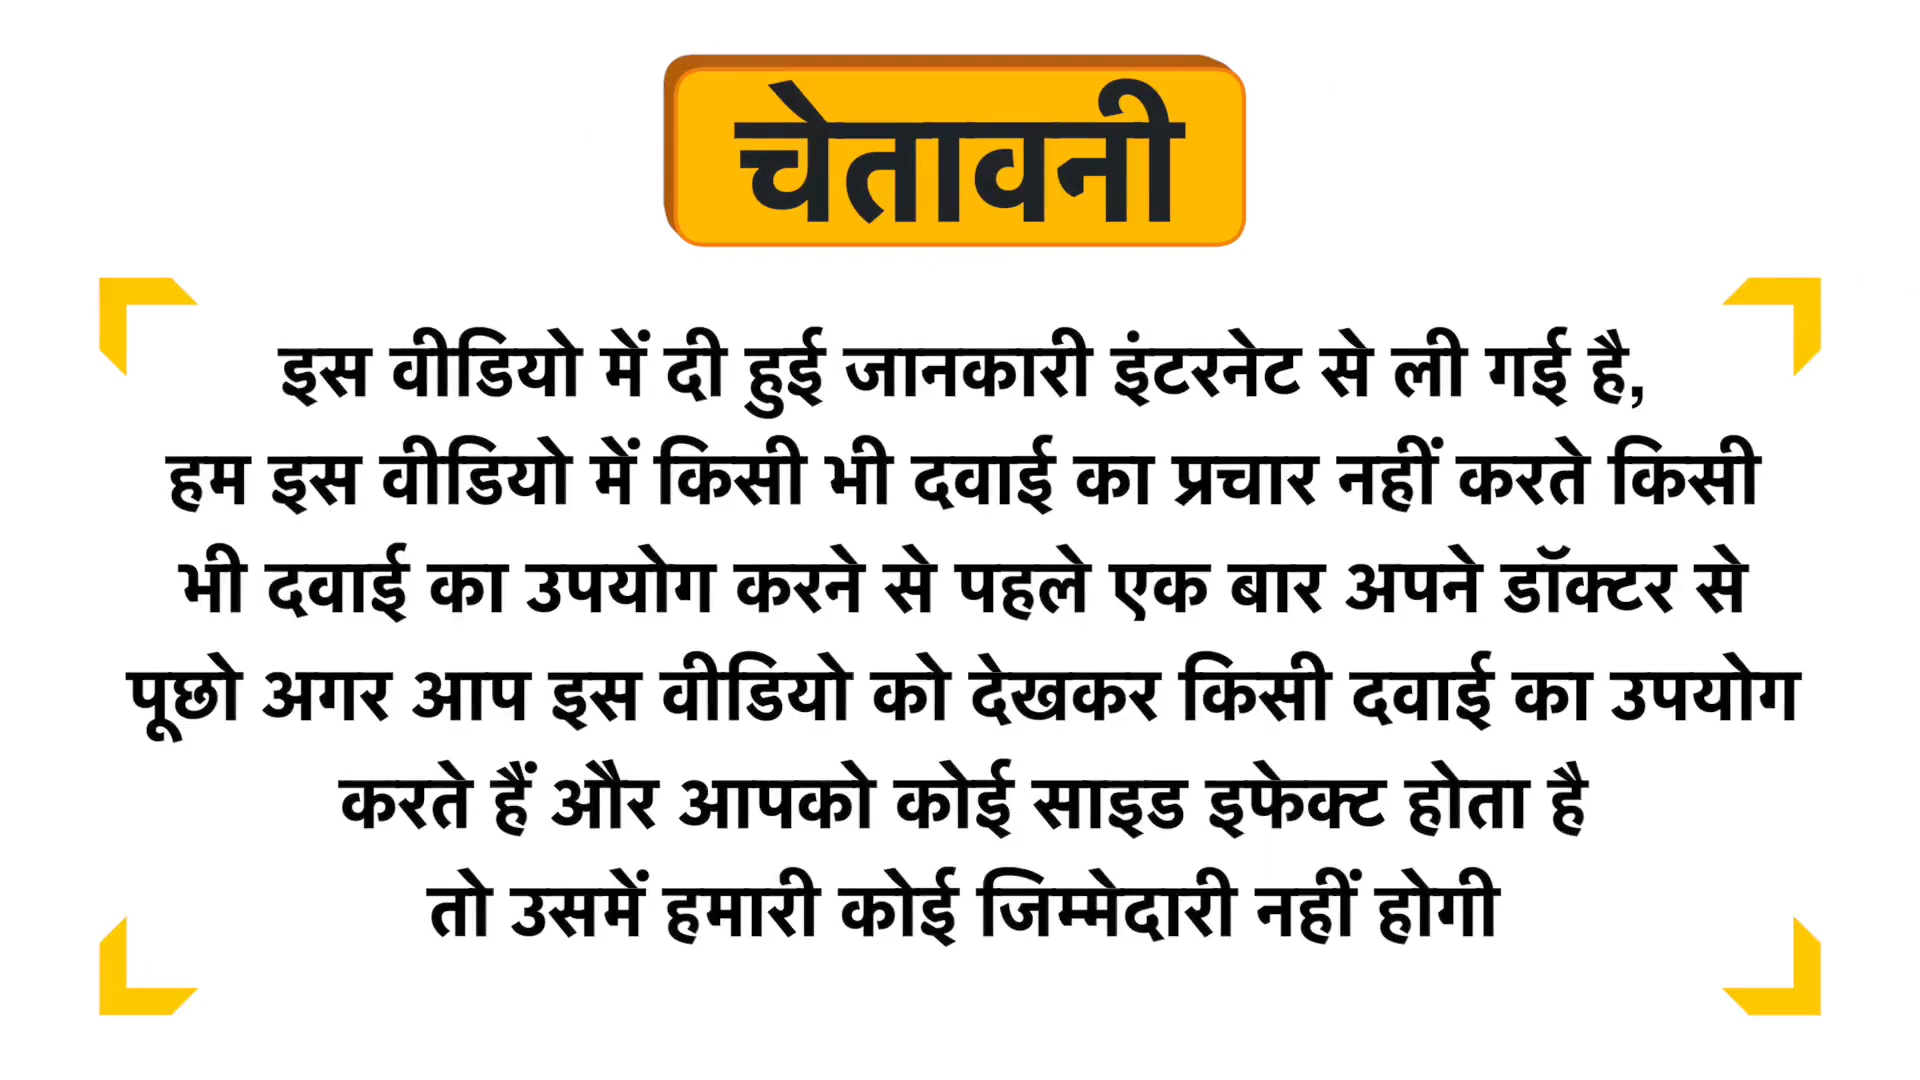 चेतावनी
इस वीडियो में दी हुई जानकारी इंटरनेट से ली गई है,
हम इस वीडियो में किसी भी दवाई का प्रचार नहीं करते किसी
भी दवाई का उपयोग करने से पहले एक बार अपने डॉक्टर से
पूछो अगर आप इस वीडियो को देखकर किसी दवाई का उपयोग
करते हैं और आपको कोई साइड इफेक्ट होता है
तो उसमें हमारी कोई जिम्मेदारी नहीं होगी